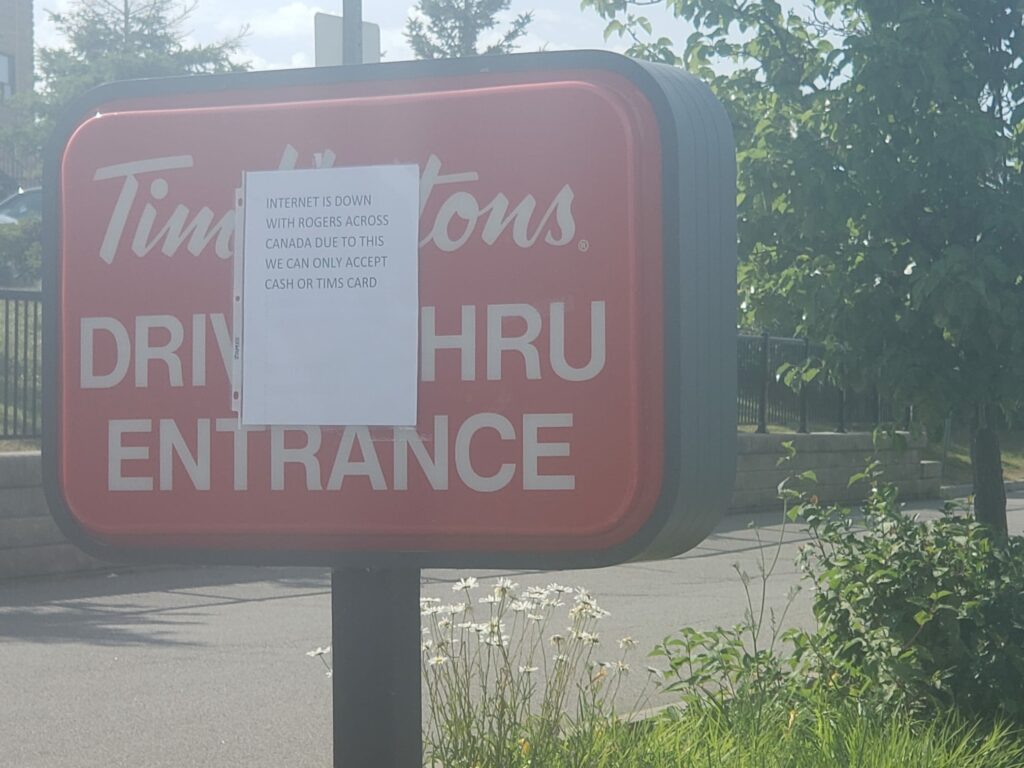 Tim
tons®
INTERNET IS DOWN
WITH ROGERS ACROSS
CANADA DUE TO THIS
WE CAN ONLY ACCEPT
CASH OR TIMS CARD
DRIV
HRU
ENTRANCE